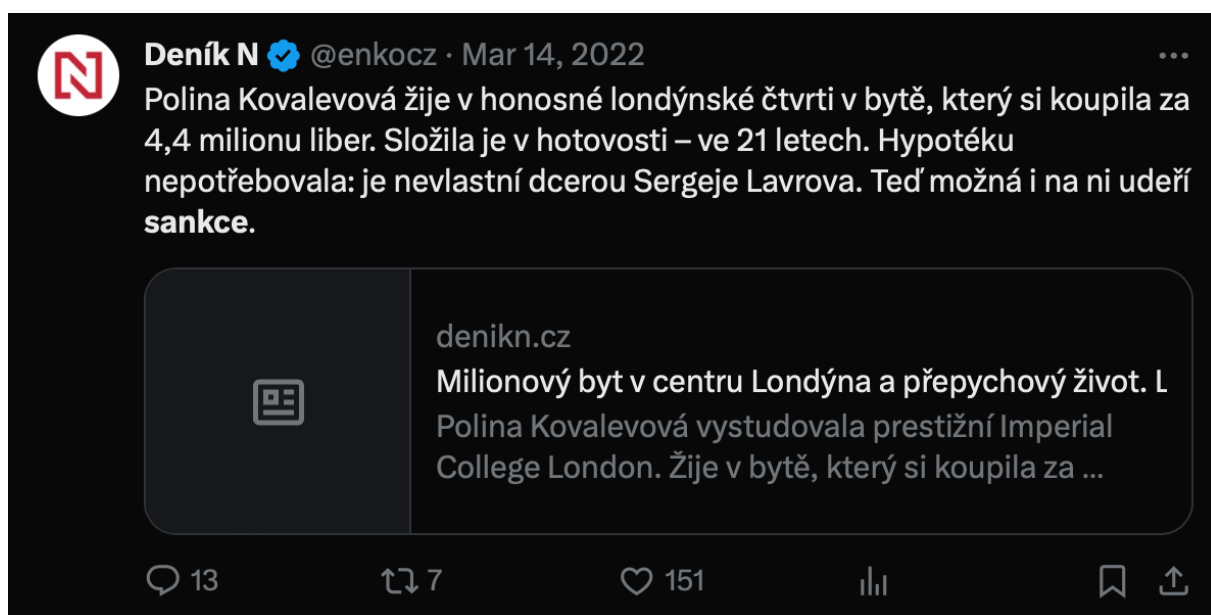 Deník N @enkocz · Mar 14, 2022
Polina Kovalevová žije v honosné londýnské čtvrti v bytě, který si koupila za
4,4 milionu liber. Složila je v hotovosti – ve 21 letech. Hypotéku
nepotřebovala: je nevlastní dcerou Sergeje Lavrova. Teď možná i na ni udeří
sankce.
denikn.cz
Milionový byt v centru Londýna a přepychový život. L
Polina Kovalevová vystudovala prestižní Imperial
College London. Žije v bytě, který si koupila za ...
13 7 151